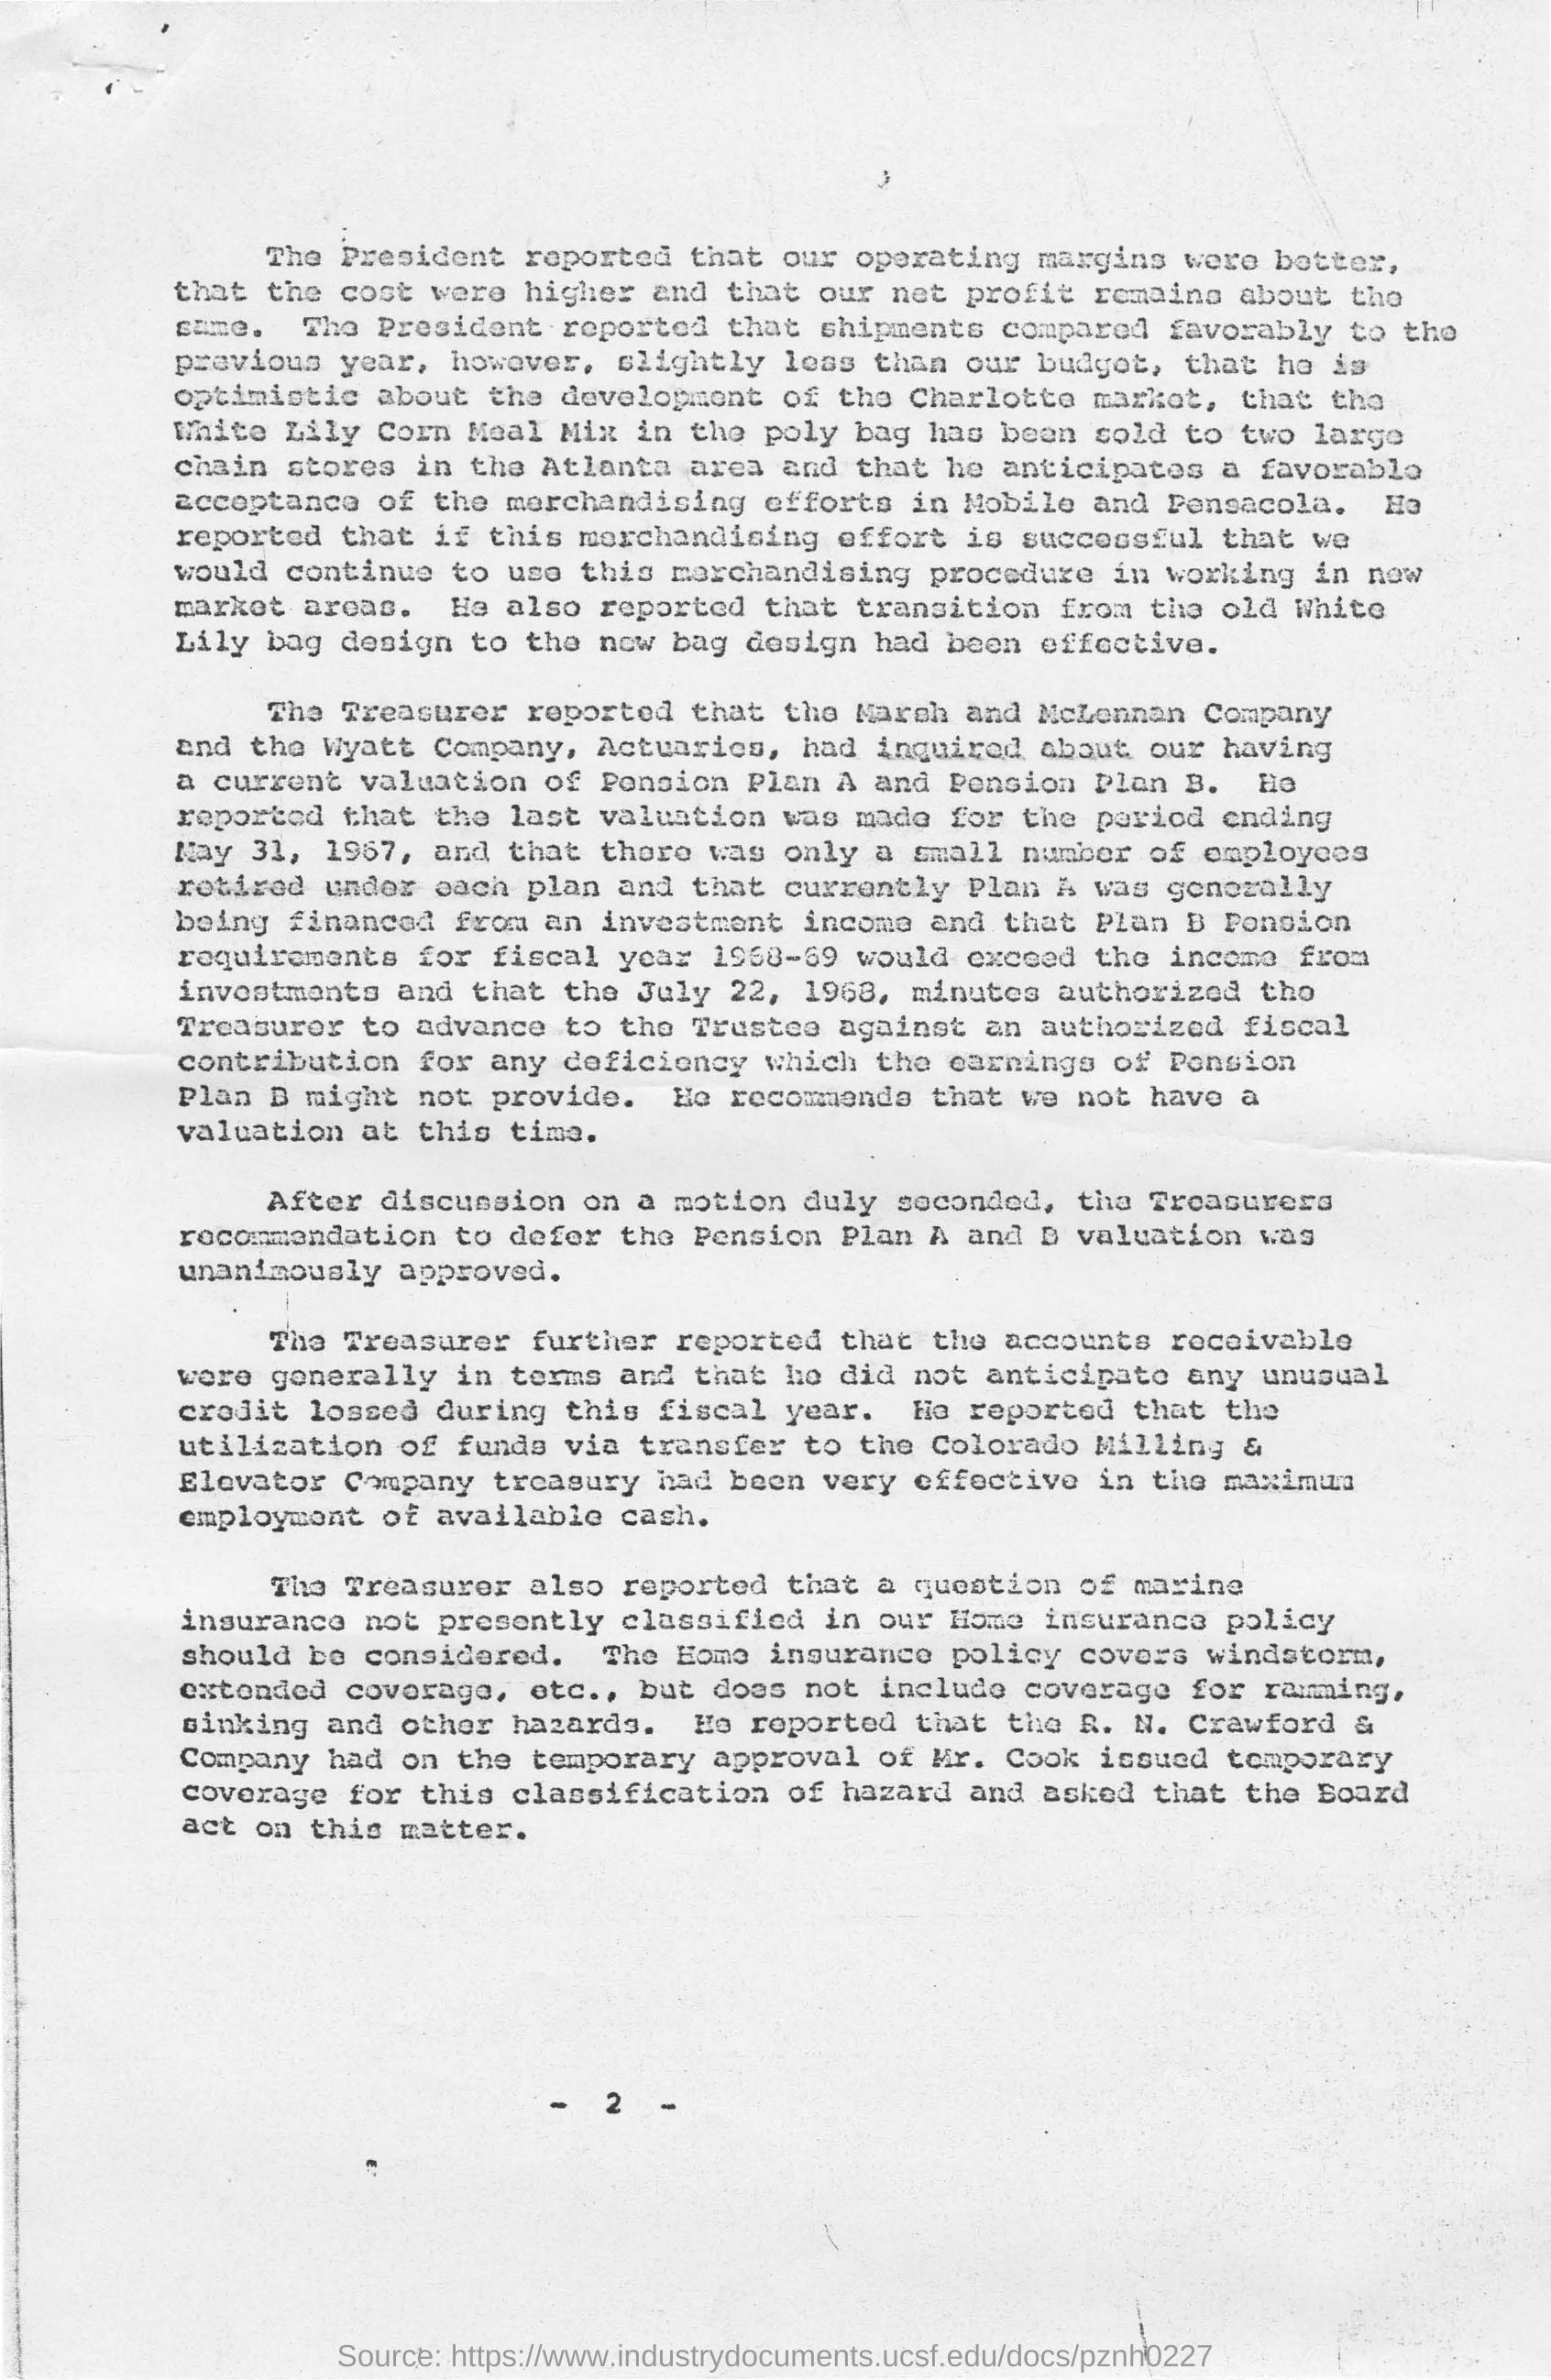 The President reported that our operating margins were better,
that the cost were higher and that our net profit remains about the
same. The President reported that shipments compared favorably to the
previous year, however, slightly less than our budget, that he is
optimistic about the development of the Charlotte market, that the
White Lily Corn Meal Mix in the poly bag has been sold to two large
chain stores in the Atlanta area and that he anticipates a favorable
acceptance of the merchandising efforts in Mobile and Pensacola. He
reported that if this merchandising effort is successful that we
would continue to use this merchandising procedure in working in new
market areas. He also reported that transition from the old White
Lily bag design to the new bag design had been effective.
The Treasurer reported that the Marsh and McLennan Company
and the Wyatt Company, Actuaries, had inquired about our having
a current valuation of Pension Plan A and Pension Plan B. He
reported that the last valuation was made for the period ending
May 31, 1967, and that there was only a small number of employees
retired under each plan and that currently Plan A was generally
being financed from an investment income and that Plan B Pension
requirements for fiscal year 1968-69 would exceed the income from
investments and that the July 22, 1968, minutes authorized the
Treasurer to advance to the Trustee against an authorized fiscal
contribution for any deficiency which the earnings of Pension
Plan B might not provide. He recommends that we not have a
valuation at this time.
After discussion on a motion duly seconded, the Treasurers
recommendation to defer the Pension Plan A and B valuation was
unanimously approved.
The Treasurer further reported that the accounts receivable
were generally in terms and that he did not anticipate any unusual
credit lossed during this fiscal year. He reported that the
utilization of funds via transfer to the Colorado Milling &
Elevator Company treasury had been very effective in the maximum
employment of available cash.
The Treasurer also reported that a question of marine
insurance not presently classified in our Home insurance policy
should be considered. The Home insurance policy covers windstorm,
extended coverage, etc., but does not include coverage for ramming,
sinking and other hazards. He reported that the R. N. Crawford &
Company had on the temporary approval of Mr. Cook issued temporary
coverage for this classification of hazard and asked that the Board
act on this matter.
- 2 -
Source: https://www.industrydocuments.ucsf.edu/docs/pznh0227